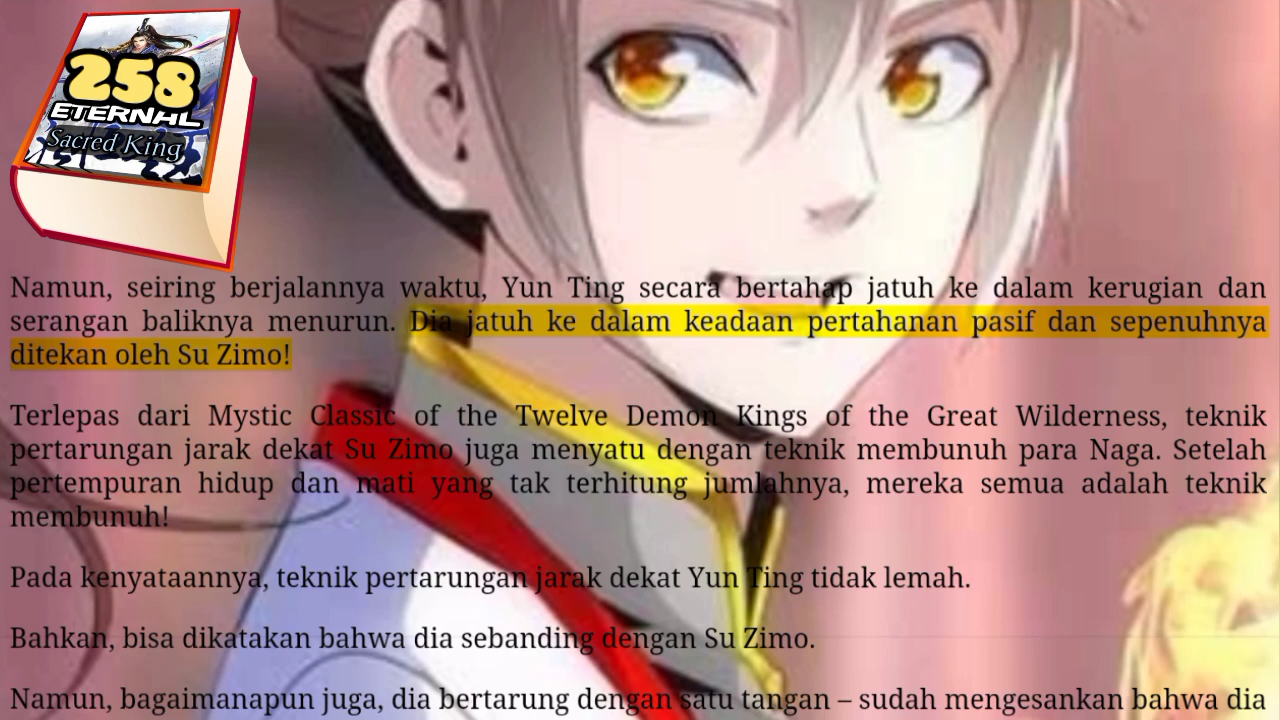 258
ETERNAL
Sacred King
Namun, seiring berjalannya waktu, Yun Ting secara bertahap jatuh ke dalam kerugian dan
serangan baliknya menurun. Dia jatuh ke dalam keadaan pertahanan pasif dan sepenuhnya
ditekan oleh Su Zimo!
Terlepas dari Mystic Classic of the Twelve Demon Kings of the Great Wilderness, teknik
pertarungan jarak dekat Su Zimo juga menyatu dengan teknik membunuh para Naga. Setelah
pertempuran hidup dan mati yang tak terhitung jumlahnya, mereka semua adalah teknik
membunuh!
Pada kenyataannya, teknik pertarungan jarak dekat Yun Ting tidak lemah.
Bahkan, bisa dikatakan bahwa dia sebanding dengan Su Zimo.
Namun, bagaimanapun juga, dia bertarung dengan satu tangan – sudah mengesankan bahwa dia